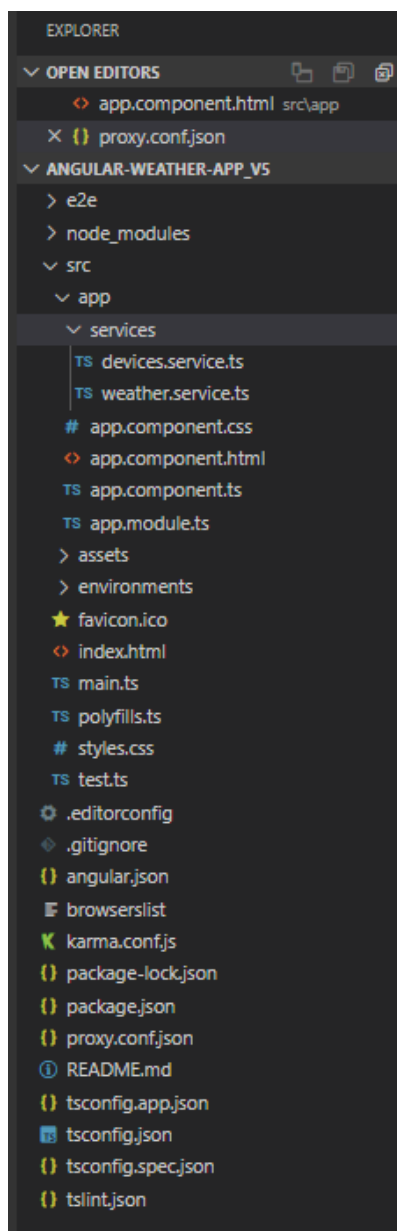 EXPLORER
OPEN EDITORS
<> app.component.html src\app
{} proxy.conf.json
ANGULAR-WEATHER-APP_V5
e2e
node_modules
src
app
services
TS devices.service.ts
TS weather.service.ts
# app.component.css
<> app.component.html
TS app.component.ts
TS app.module.ts
assets
environments
favicon.ico
<> index.html
TS main.ts
TS polyfills.ts
# styles.css
TS test.ts
.editorconfig
.gitignore
{} angular.json
browserslist
K karma.conf.js
{} package-lock.json
{} package.json
{} proxy.conf.json
README.md
{} tsconfig.app.json
TS tsconfig.json
{} tsconfig.spec.json
{} tslint.json